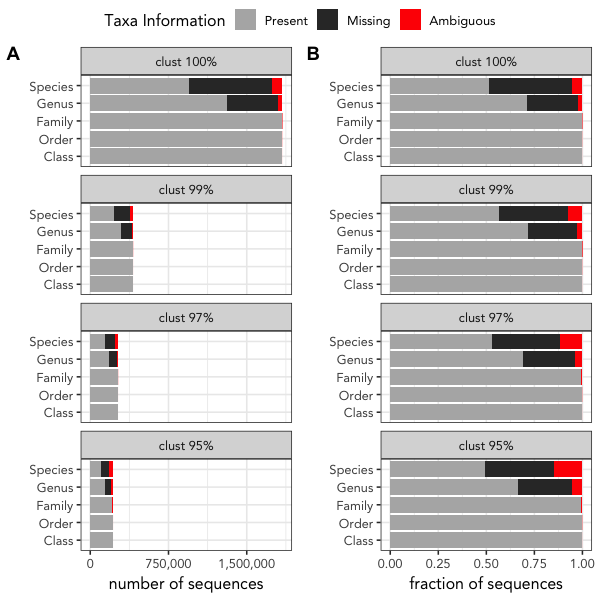 Taxa Information Present Missing Ambiguous
A
clust 100%
Species
Genus
Family
Order
Class
clust 99%
Species
Genus
Family
Order
Class
clust 97%
Species
Genus
Family
Order
Class
clust 95%
Species
Genus
Family
Order
Class
0 750,000 1,500,000
number of sequences
B
clust 100%
Species
Genus
Family
Order
Class
clust 99%
Species
Genus
Family
Order
Class
clust 97%
Species
Genus
Family
Order
Class
clust 95%
Species
Genus
Family
Order
Class
0.00 0.25 0.50 0.75 1.00
fraction of sequences